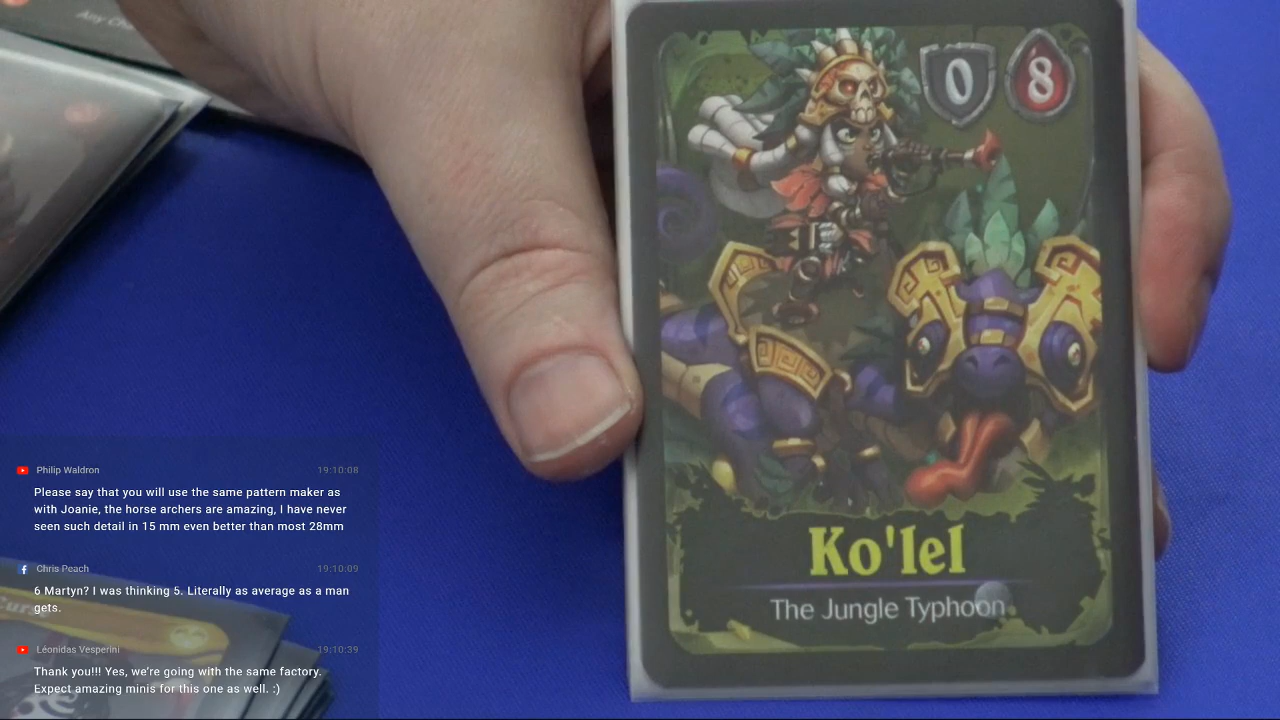 Any
0
8
Ko'lel
The Jungle Typhoon
Philip Waldron
19:10:08
Please say that you will use the same pattern maker as
with Joanie, the horse archers are amazing, I have never
seen such detail in 15 mm even better than most 28mm
Chris Peach
19:10:09
6 Martyn? I was thinking 5. Literally as average as a man
gets.
Léonidas Vesperini
19:10:39
Thank you!!! Yes, we're going with the same factory.
Expect amazing minis for this one as well. :)